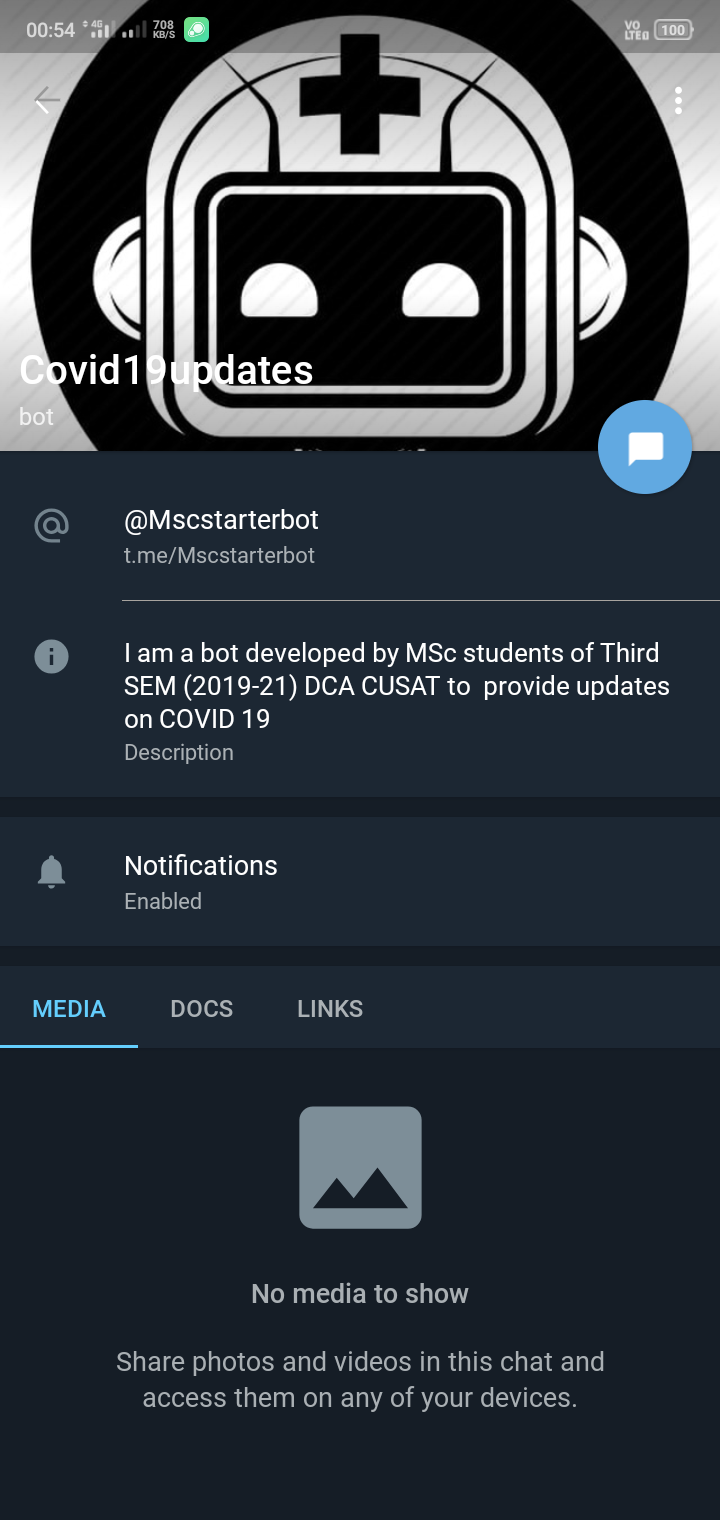 00:54 4G 708 KB/S VO LTE 100
Covid19updates
bot
@Mscstarterbot
t.me/Mscstarterbot
I am a bot developed by MSc students of Third
SEM (2019-21) DCA CUSAT to  provide updates
on COVID 19
Description
Notifications
Enabled
MEDIA DOCS LINKS
No media to show
Share photos and videos in this chat and
access them on any of your devices.